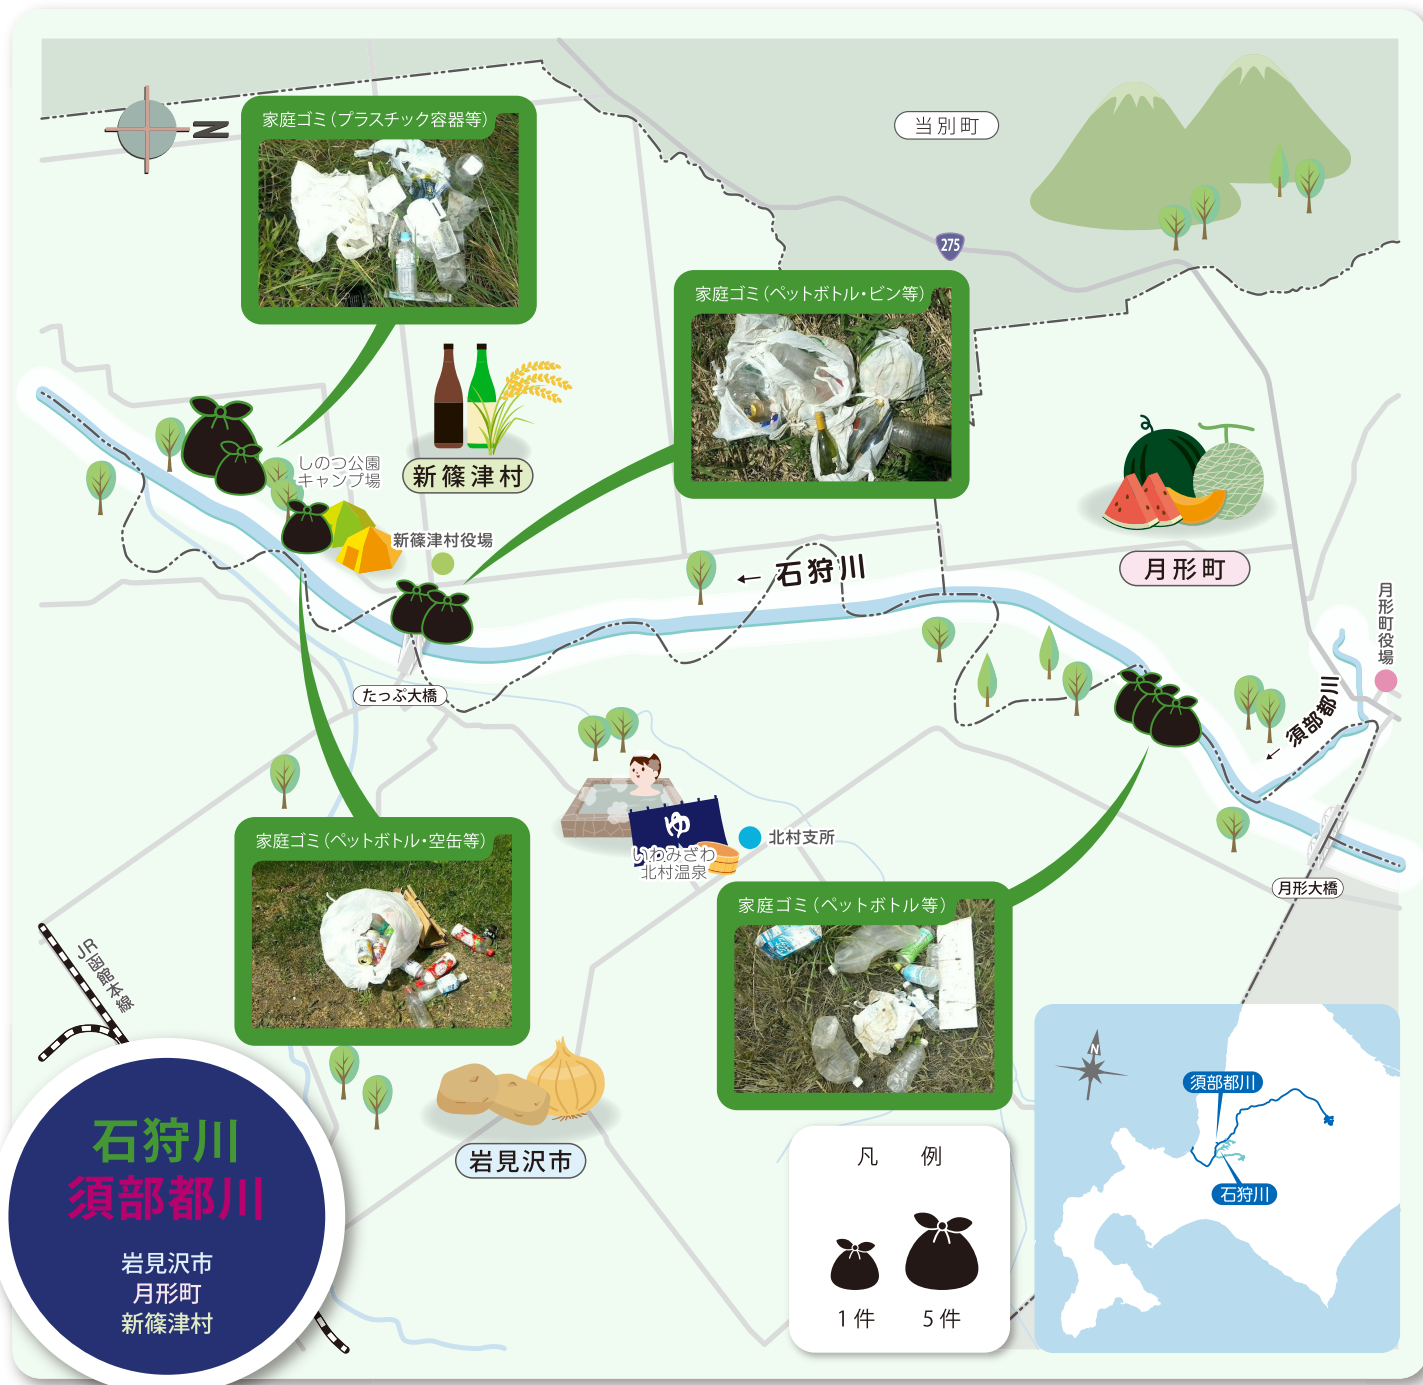 N
家庭ゴミ（プラスチック容器等）
当別町
275
家庭ゴミ（ペットボトル・ビン等）
しのつ公園
キャンプ場
新篠津村
新篠津村役場
← 石狩川
月形町
月形町役場
← 須部都川
たっぷ大橋
ゆ
いわみざわ
北村温泉
北村支所
月形大橋
家庭ゴミ（ペットボトル・空缶等）
家庭ゴミ（ペットボトル等）
JR函館本線
岩見沢市
石狩川
須部都川
岩見沢市
月形町
新篠津村
凡 例
1件 5件
N
須部都川
石狩川